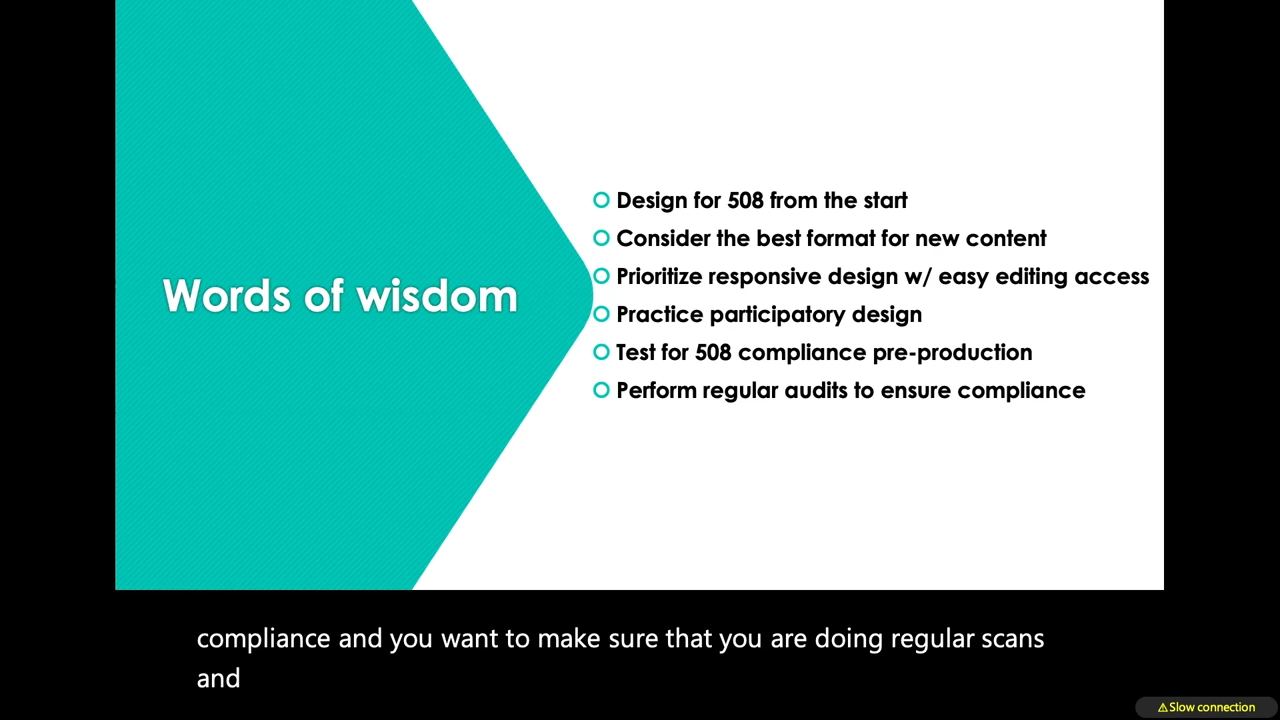 Words of wisdom
Design for 508 from the start
Consider the best format for new content
Prioritize responsive design w/ easy editing access
Practice participatory design
Test for 508 compliance pre-production
Perform regular audits to ensure compliance
compliance and you want to make sure that you are doing regular scans
and
⚠Slow connection